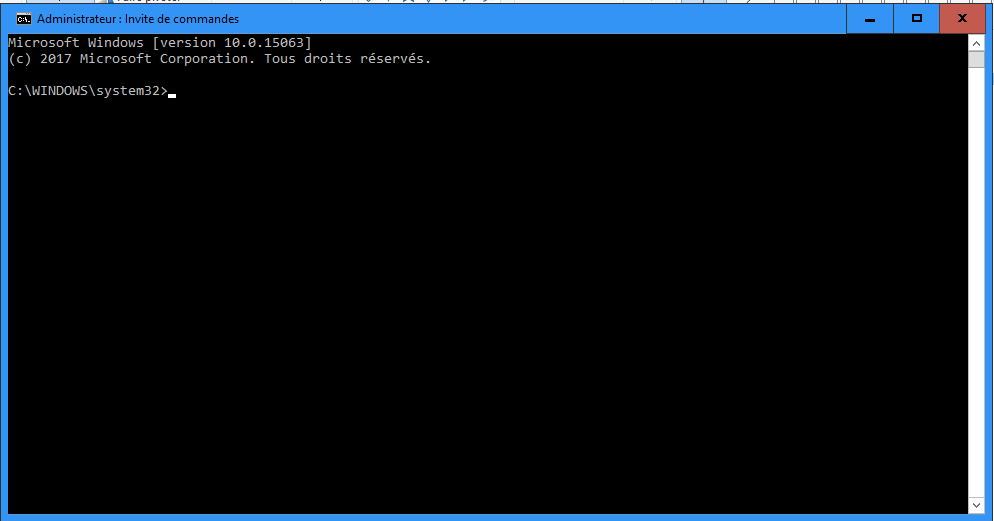 Administrateur : Invite de commandes
Microsoft Windows [version 10.0.15063]
(c) 2017 Microsoft Corporation. Tous droits réservés.
C:\WINDOWS\system32>